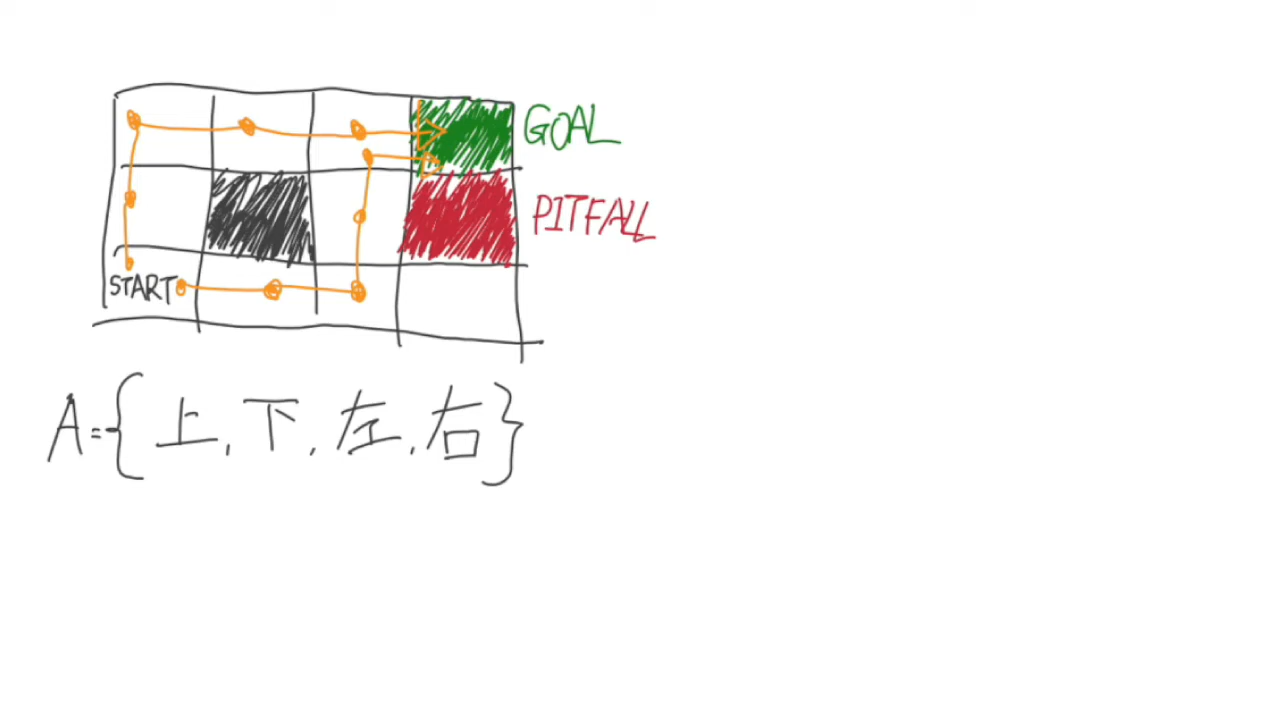 GOAL
PITFALL
START
A={上,下,左,右}